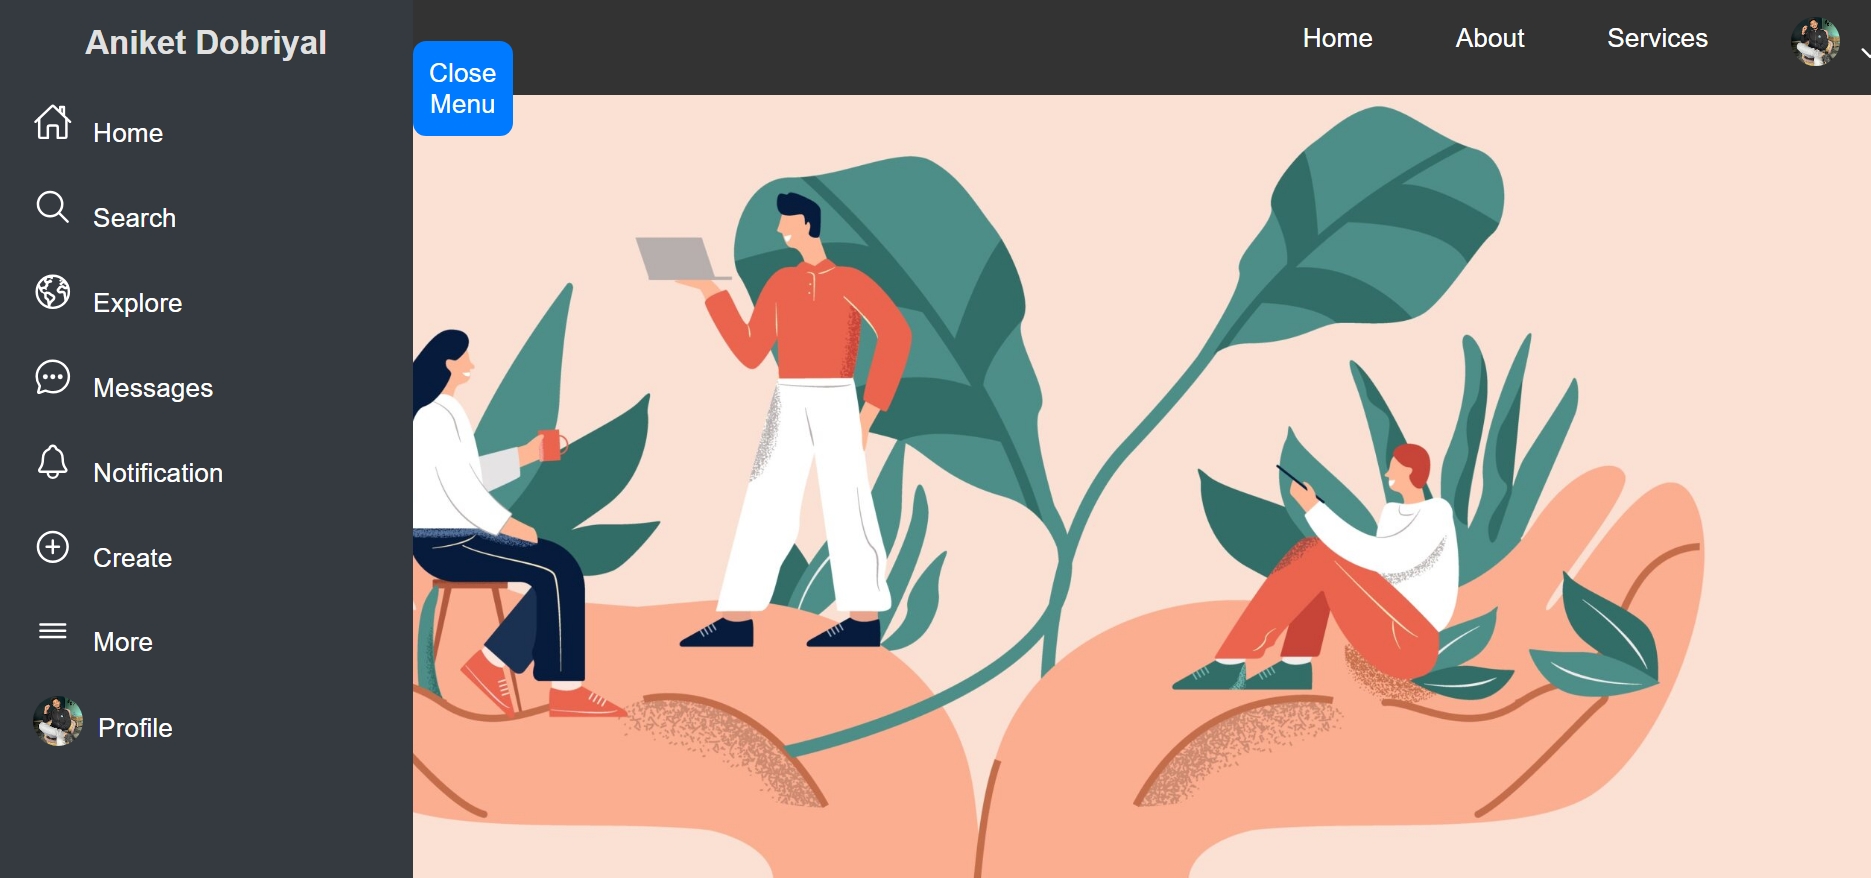 Aniket Dobriyal
Home
Search
Explore
Messages
Notification
Create
More
Profile
Close
Menu
Home
About
Services